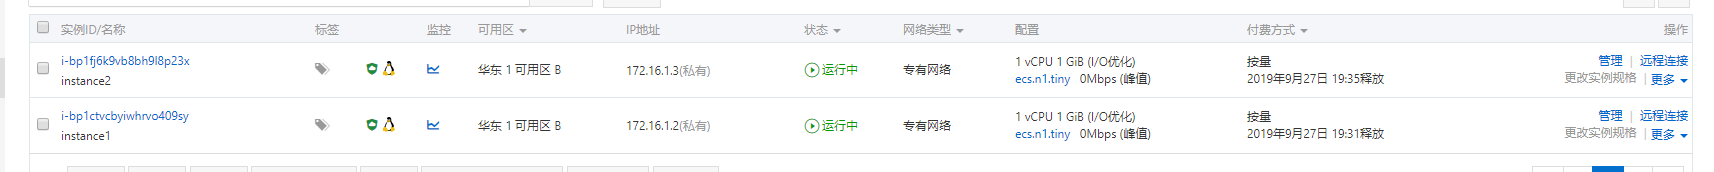 实例ID/名称 标签 监控 可用区 IP地址 状态 网络类型 配置 付费方式 操作
i-bp1fj6k9vb8bh9l8p23x
instance2
华东 1 可用区 B 172.16.1.3(私有) 运行中 专有网络
1 vCPU 1 GiB (I/O优化)
ecs.n1.tiny 0Mbps (峰值)
按量
2019年9月27日 19:35释放
管理 | 远程连接
更改实例规格 | 更多
i-bp1ctvcbyiwhrvo409sy
instance1
华东 1 可用区 B 172.16.1.2(私有) 运行中 专有网络
1 vCPU 1 GiB (I/O优化)
ecs.n1.tiny 0Mbps (峰值)
按量
2019年9月27日 19:31释放
管理 | 远程连接
更改实例规格 | 更多